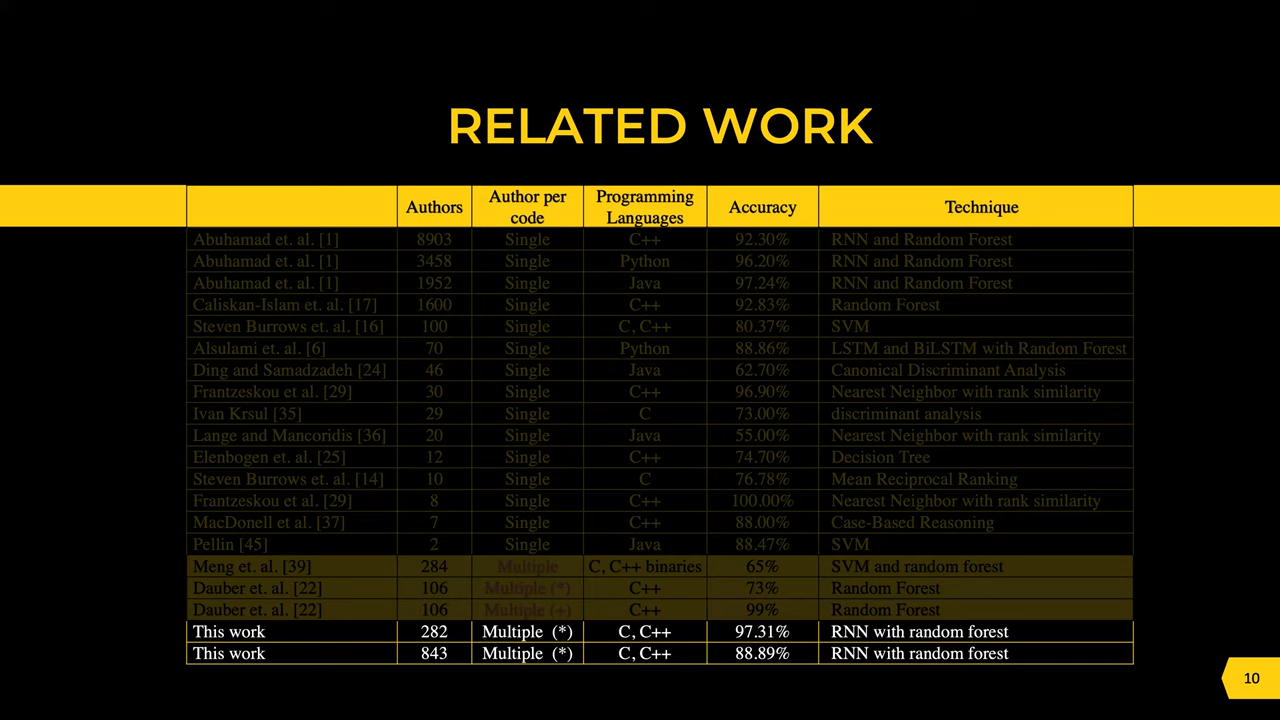 RELATED WORK
Authors Author per code Programming Languages Accuracy Technique
Abuhamad et. al. [1] 8903 Single C++ 92.30% RNN and Random Forest
Abuhamad et. al. [1] 3458 Single Python 96.20% RNN and Random Forest
Abuhamad et. al. [1] 1952 Single Java 97.24% RNN and Random Forest
Caliskan-Islam et. al. [17] 1600 Single C++ 92.83% Random Forest
Steven Burrows et. al. [16] 100 Single C, C++ 80.37% SVM
Alsulami et. al. [6] 70 Single Python 88.86% LSTM and BiLSTM with Random Forest
Ding and Samadzadeh [24] 46 Single Java 62.70% Canonical Discriminant Analysis
Frantzeskou et al. [29] 30 Single C++ 96.90% Nearest Neighbor with rank similarity
Ivan Krsul [35] 29 Single C 73.00% discriminant analysis
Lange and Mancoridis [36] 20 Single Java 55.00% Nearest Neighbor with rank similarity
Elenbogen et. al. [25] 12 Single C++ 74.70% Decision Tree
Steven Burrows et. al. [14] 10 Single C 76.78% Mean Reciprocal Ranking
Frantzeskou et al. [29] 8 Single C++ 100.00% Nearest Neighbor with rank similarity
MacDonell et al. [37] 7 Single C++ 88.00% Case-Based Reasoning
Pellin [45] 2 Single Java 88.47% SVM
Meng et. al. [39] 284 Multiple C, C++ binaries 65% SVM and random forest
Dauber et. al. [22] 106 Multiple (*) C++ 73% Random Forest
Dauber et. al. [22] 106 Multiple (+) C++ 99% Random Forest
This work 282 Multiple (*) C, C++ 97.31% RNN with random forest
This work 843 Multiple (*) C, C++ 88.89% RNN with random forest
10